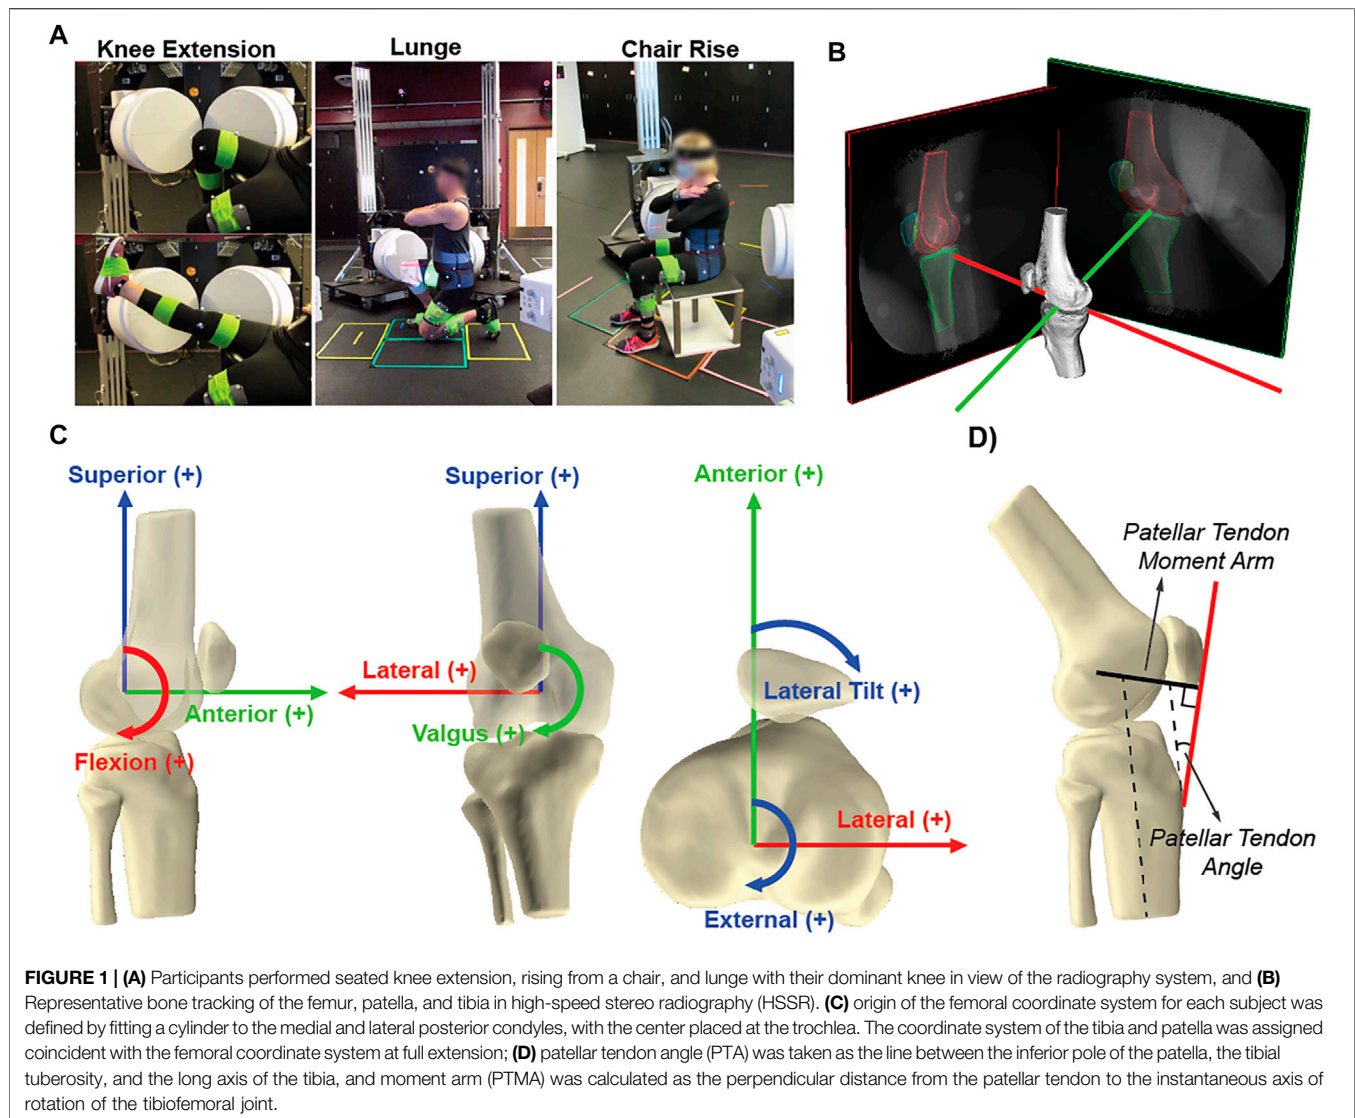 A
Knee Extension
Lunge
Chair Rise
B
C
Superior (+)
Anterior (+)
Flexion (+)
Superior (+)
Lateral (+)
Valgus (+)
Anterior (+)
Lateral Tilt (+)
Lateral (+)
External (+)
D)
Patellar Tendon
Moment Arm
Patellar Tendon
Angle
FIGURE 1 | (A) Participants performed seated knee extension, rising from a chair, and lunge with their dominant knee in view of the radiography system, and (B)
Representative bone tracking of the femur, patella, and tibia in high-speed stereo radiography (HSSR). (C) origin of the femoral coordinate system for each subject was
defined by fitting a cylinder to the medial and lateral posterior condyles, with the center placed at the trochlea. The coordinate system of the tibia and patella was assigned
coincident with the femoral coordinate system at full extension; (D) patellar tendon angle (PTA) was taken as the line between the inferior pole of the patella, the tibial
tuberosity, and the long axis of the tibia, and moment arm (PTMA) was calculated as the perpendicular distance from the patellar tendon to the instantaneous axis of
rotation of the tibiofemoral joint.